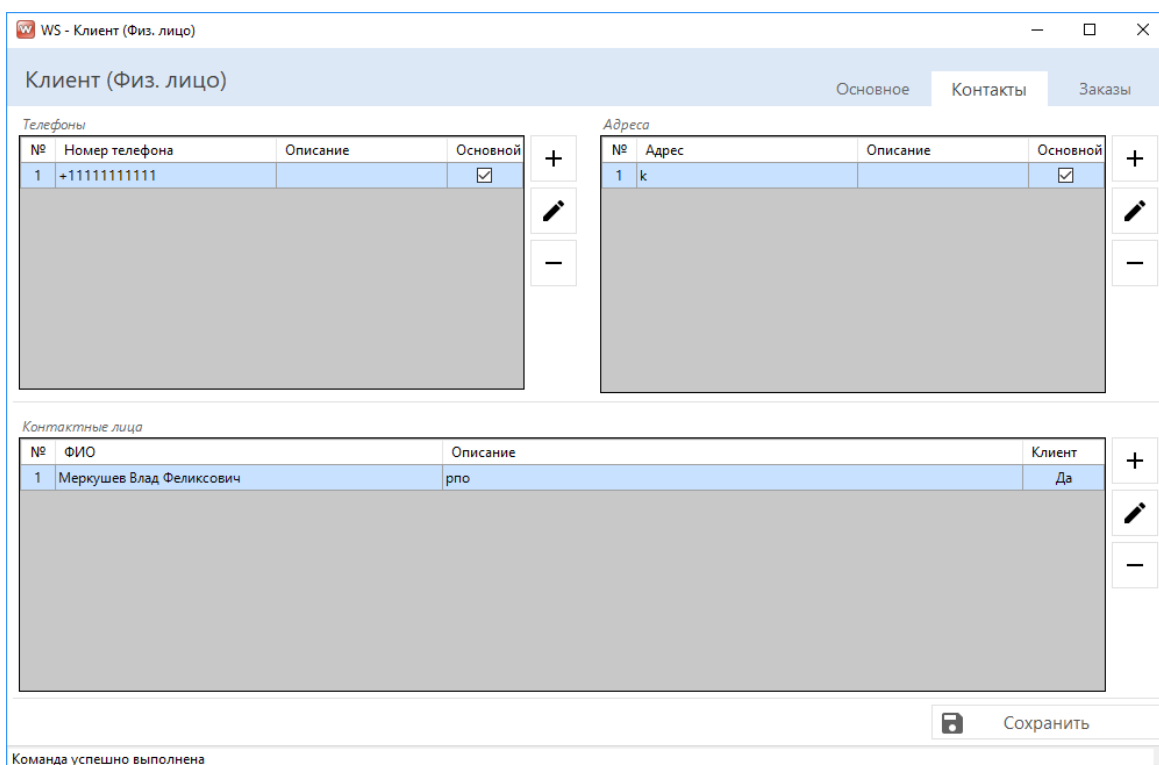 WS - Клиент (Физ. лицо)
Клиент (Физ. лицо)
Основное Контакты Заказы
Телефоны
№ Номер телефона Описание Основной
1 +11111111111
Адреса
№ Адрес Описание Основной
1 k
Контактные лица
№ ФИО Описание Клиент
1 Меркушев Влад Феликсович рпо Да
Сохранить
Команда успешно выполнена